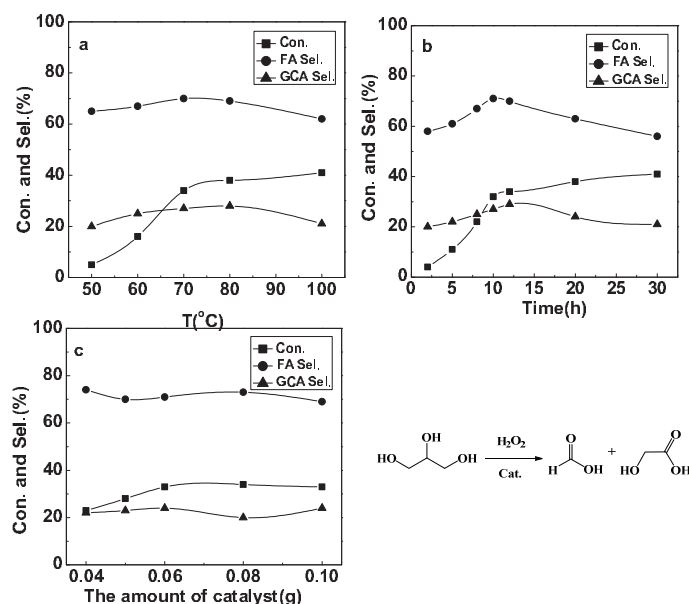 a
Con.
FA Sel.
GCA Sel.
Con. and Sel.(%)
100
80
60
40
20
0
50 60 70 80 90 100
T(°C)
b
Con.
FA Sel.
GCA Sel.
Con. and Sel.(%)
100
80
60
40
20
0
0 5 10 15 20 25 30
Time(h)
c
Con.
FA Sel.
GCA Sel.
Con. and Sel.(%)
100
80
60
40
20
0
0.04 0.06 0.08 0.10
The amount of catalyst(g)
OH
HO OH
H₂O₂
Cat.
O
H OH
+
O
HO
OH